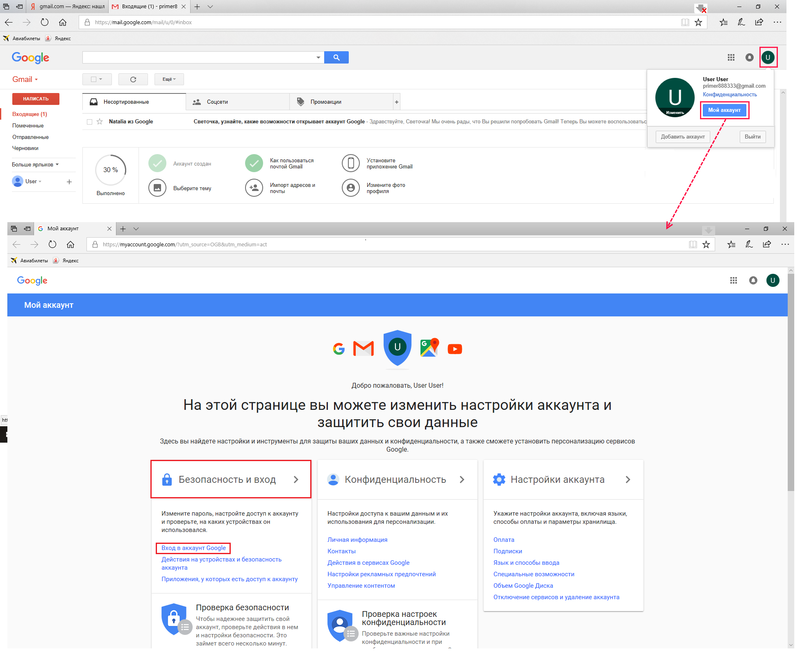 gmail.com — Яндекс: нашл
Входящие (1) - primer8
https://mail.google.com/mail/u/0/#inbox
Авиабилеты
Яндекс
Google
U
Gmail
Ещё
User User
primer888333@gmail.com
Конфиденциальность
U
Изменить
Мой аккаунт
Добавить аккаунт
Выйти
НАПИСАТЬ
Входящие (1)
Помеченные
Отправленные
Черновики
Больше ярлыков
User
Несортированные
Соцсети
Промоакции
Natalia из Google
Светочка, узнайте, какие возможности открывает аккаунт Google - Здравствуйте, Светочка! Мы очень рады, что Вы решили попробовать Gmail! Теперь Вы можете воспользоватьс
30 %
Выполнено
Аккаунт создан
Как пользоваться
почтой Gmail
Установите
приложение Gmail
Выберите тему
Импорт адресов и
почты
Измените фото
профиля
Мой аккаунт
https://myaccount.google.com/?utm_source=OGB&utm_medium=act
Авиабилеты
Яндекс
Google
U
Мой аккаунт
U
Добро пожаловать, User User!
На этой странице вы можете изменить настройки аккаунта и
защитить свои данные
Здесь вы найдете настройки и инструменты для защиты ваших данных и конфиденциальности, а также сможете установить персонализацию сервисов
Google.
Безопасность и вход
Измените пароль, настройте доступ к аккаунту
и проверьте, на каких устройствах он
использовался.
Вход в аккаунт Google
Действия на устройствах и безопасность
аккаунта
Приложения, у которых есть доступ к аккаунту
Проверка безопасности
Чтобы надежнее защитить свой
аккаунт, проверьте действия в нем
и настройки безопасности. Это
займет всего несколько минут.
Конфиденциальность
Настройки доступа к вашим данным и их
использования для персонализации.
Личная информация
Контакты
Действия в сервисах Google
Настройки рекламных предпочтений
Управление контентом
Проверка настроек
конфиденциальности
Проверьте важные настройки
конфиденциальности и при
Настройки аккаунта
Укажите настройки аккаунта, включая языки,
способы оплаты и параметры хранилища.
Оплата
Подписки
Язык и способы ввода
Специальные возможности
Объем Google Диска
Отключение сервисов и удаление аккаунта